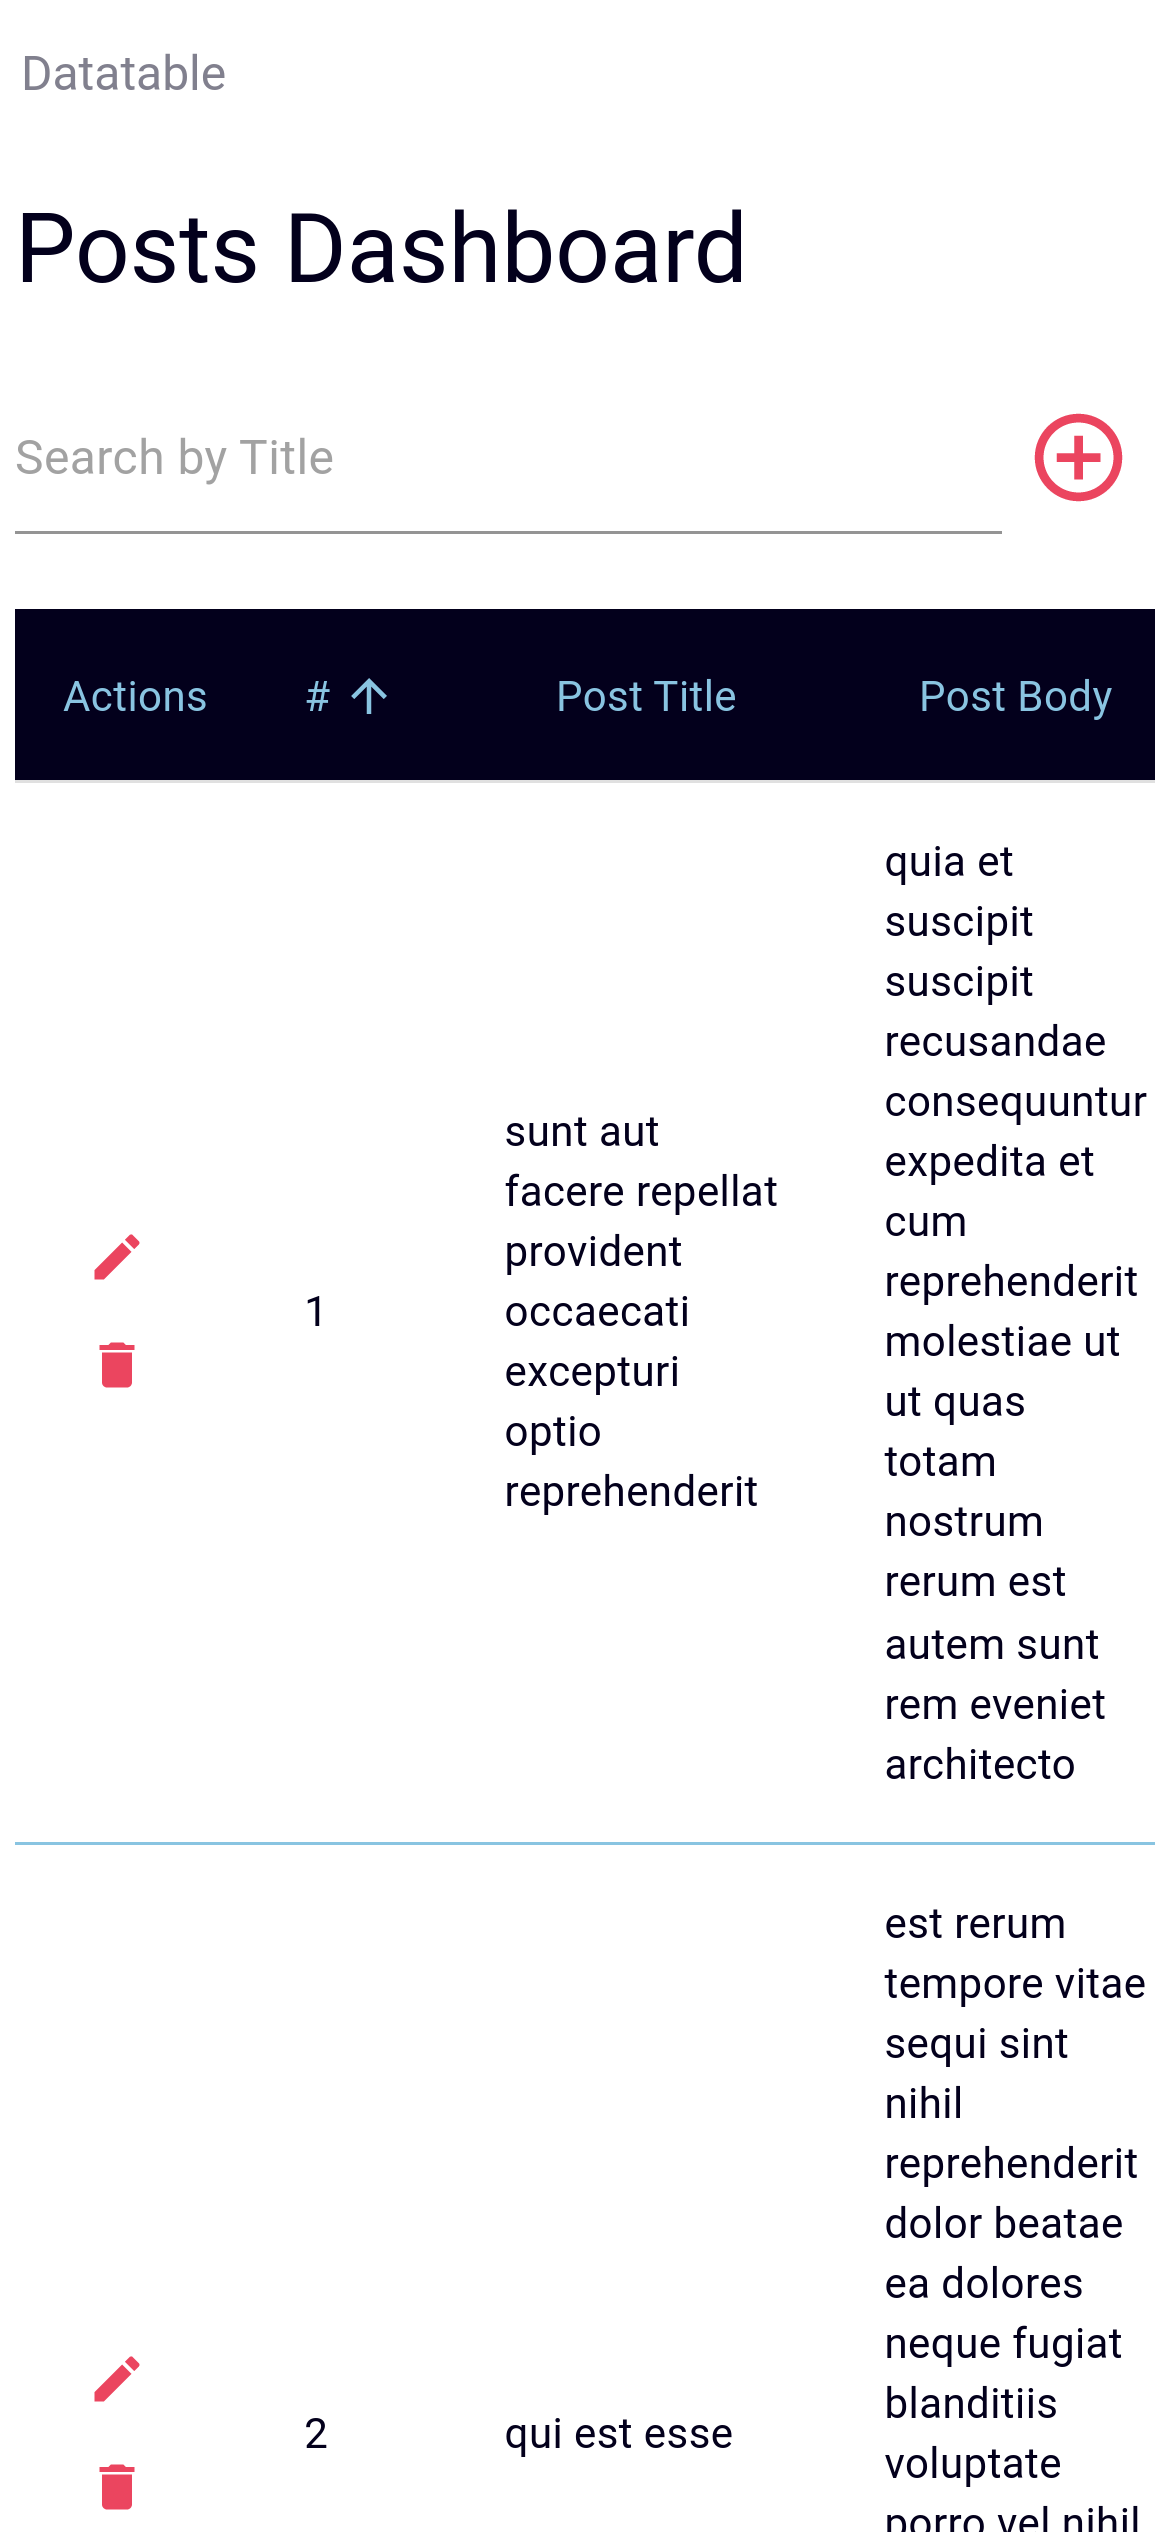 Datatable
Posts Dashboard
Search by Title
Actions # Post Title Post Body
1
sunt aut
facere repellat
provident
occaecati
excepturi
optio
reprehenderit
quia et
suscipit
suscipit
recusandae
consequuntur
expedita et
cum
reprehenderit
molestiae ut
ut quas
totam
nostrum
rerum est
autem sunt
rem eveniet
architecto
2
qui est esse
est rerum
tempore vitae
sequi sint
nihil
reprehenderit
dolor beatae
ea dolores
neque fugiat
blanditiis
voluptate
porro vel nihil